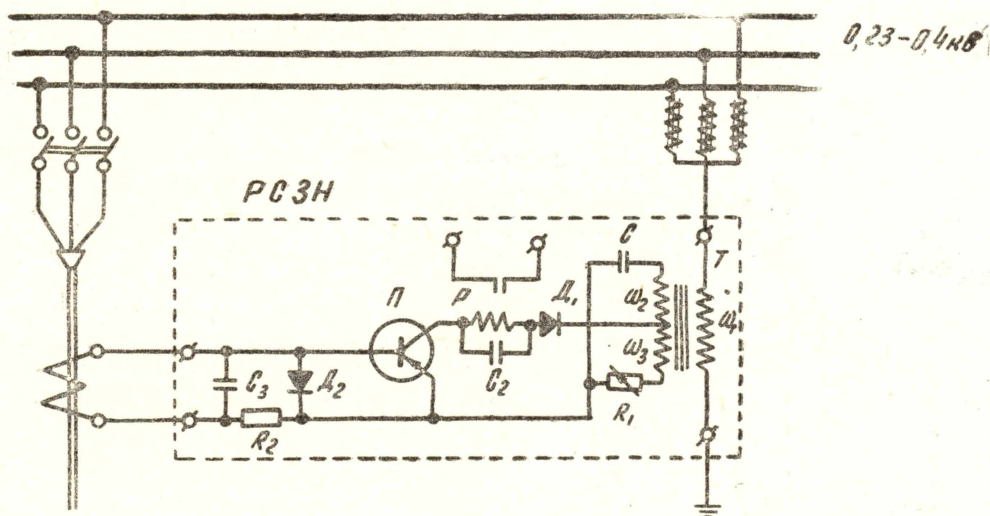 0,23-0,4кв
РСЗН
С
Т
П
Р
Д₁
ω₂
ω₁
С₂
ω₃
С₃
Д₂
R₁
R₂